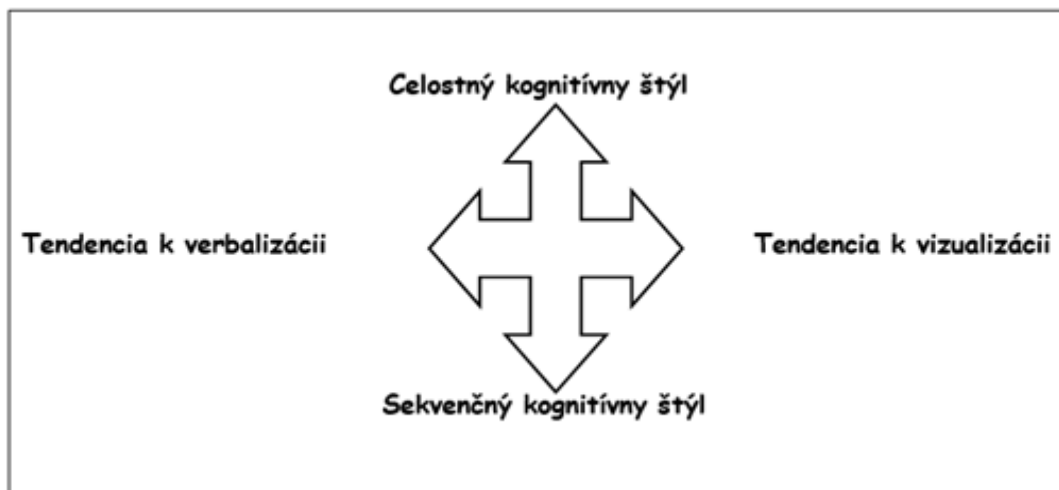 Celostný kognitívny štýl
Tendencia k verbalizácii
Tendencia k vizualizácii
Sekvenčný kognitívny štýl